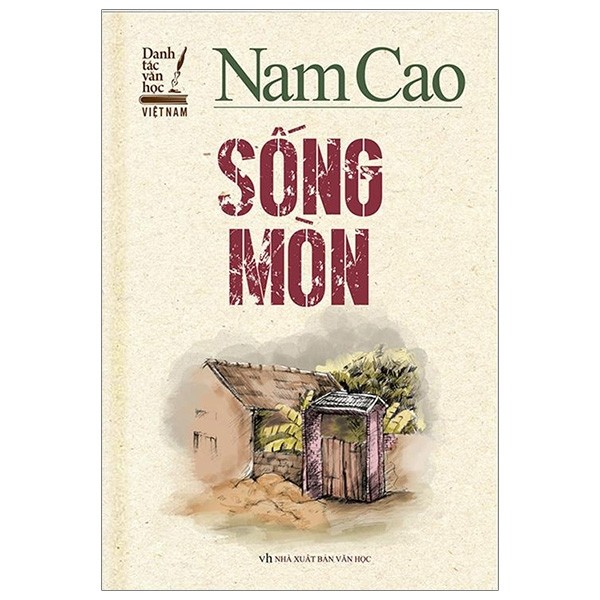 Danh
tác
văn
học
VIỆT NAM
Nam Cao
SỐNG
MÒN
vh NHÀ XUẤT BẢN VĂN HỌC